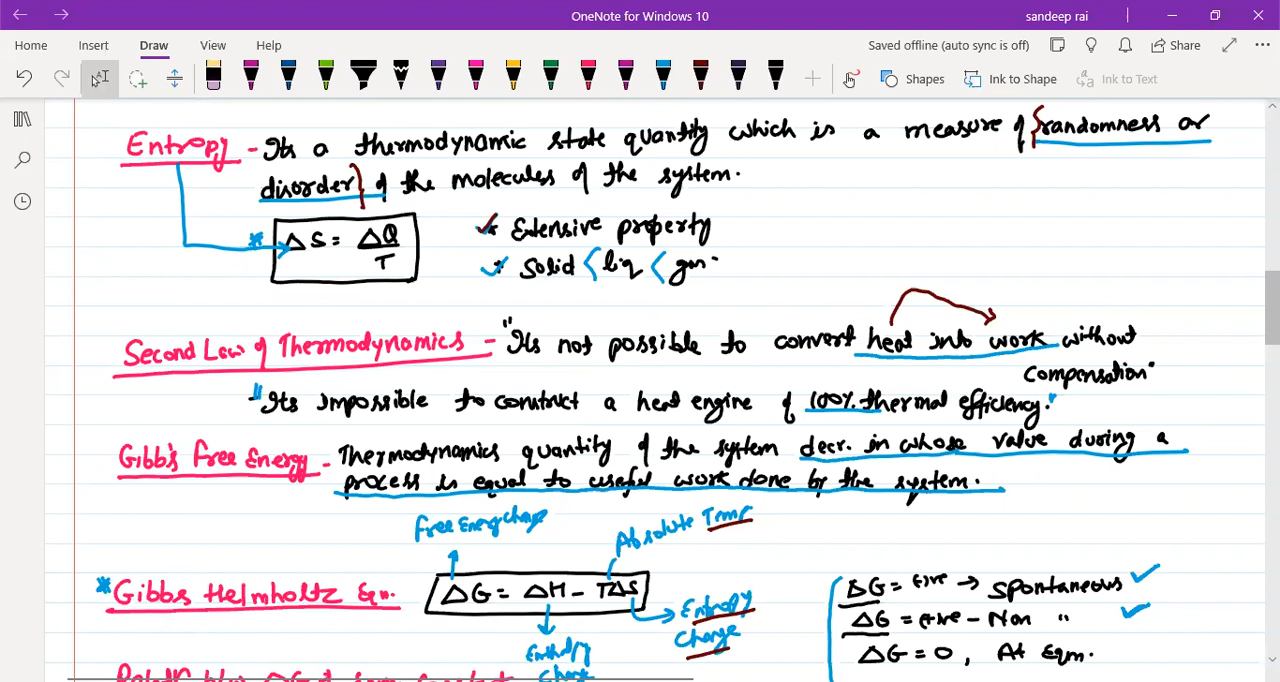 OneNote for Windows 10
sandeep rai
Home Insert Draw View Help
Saved offline (auto sync is off) Share
Shapes Ink to Shape Ink to Text
Entropy - Its a thermodynamic state quantity which is a measure of {randomness or
disorder} of the molecules of the system.
* ΔS = ΔQ/T
Extensive property
Solid < liq < gas
Second Law of Thermodynamics - "Its not possible to convert heat into work without
compensation"
"Its impossible to construct a heat engine of 100% thermal efficiency."
Gibb's Free Energy - Thermodynamics quantity of the system decr. in whose value during a
process is equal to useful work done by the system.
Free Energy change
Absolute Temp
* Gibbs Helmholtz Eqn. ΔG = ΔH - TΔS
Entropy
Change
Enthalpy
Change
ΔG = → Spontaneous
ΔG = - Non "
ΔG = 0, At Eqm.